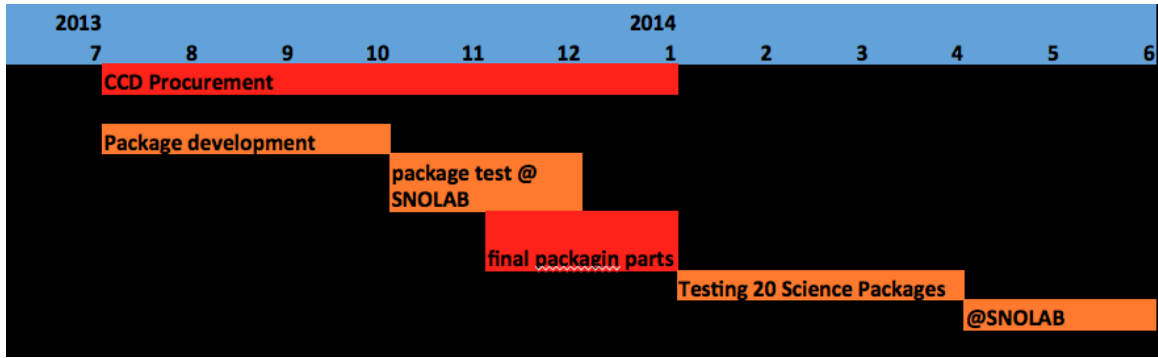 2013 2014
7 8 9 10 11 12 1 2 3 4 5 6
CCD Procurement
Package development
package test @
SNOLAB
final packagin parts
Testing 20 Science Packages
@SNOLAB